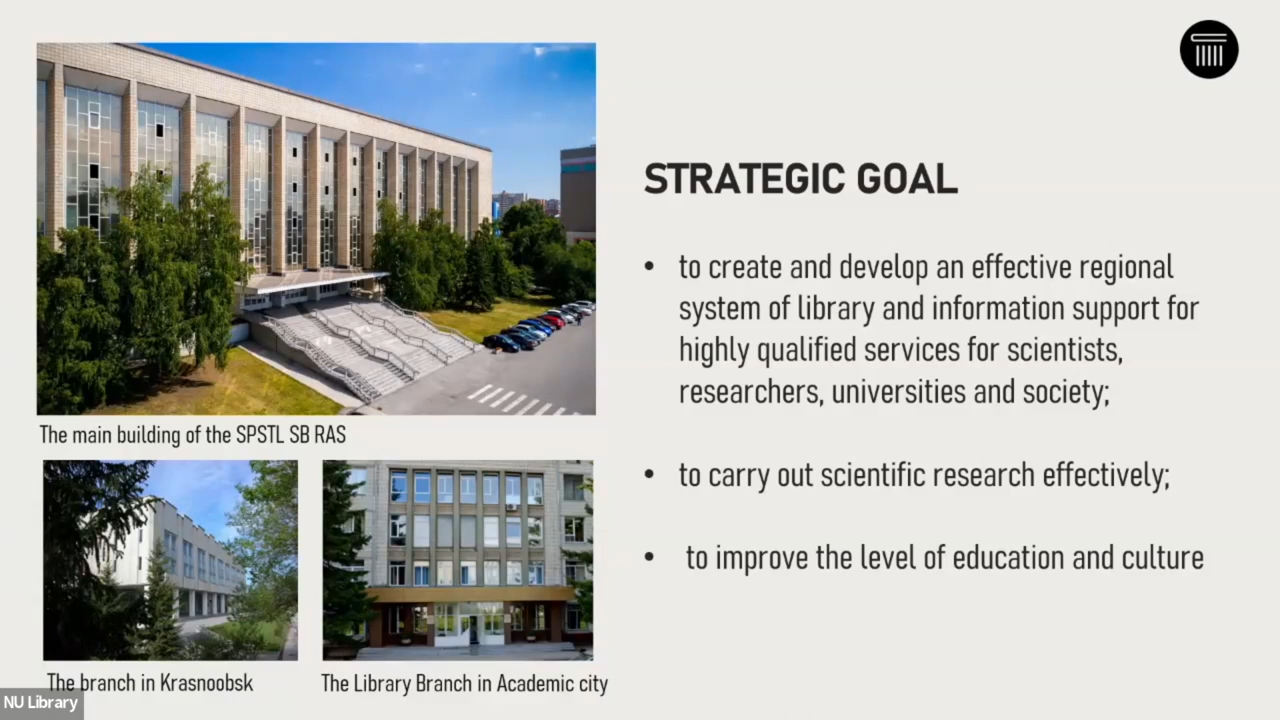 STRATEGIC GOAL
• to create and develop an effective regional
system of library and information support for
highly qualified services for scientists,
researchers, universities and society;
• to carry out scientific research effectively;
• to improve the level of education and culture
The main building of the SPSTL SB RAS
The branch in Krasnoobsk
The Library Branch in Academic city
NU Library